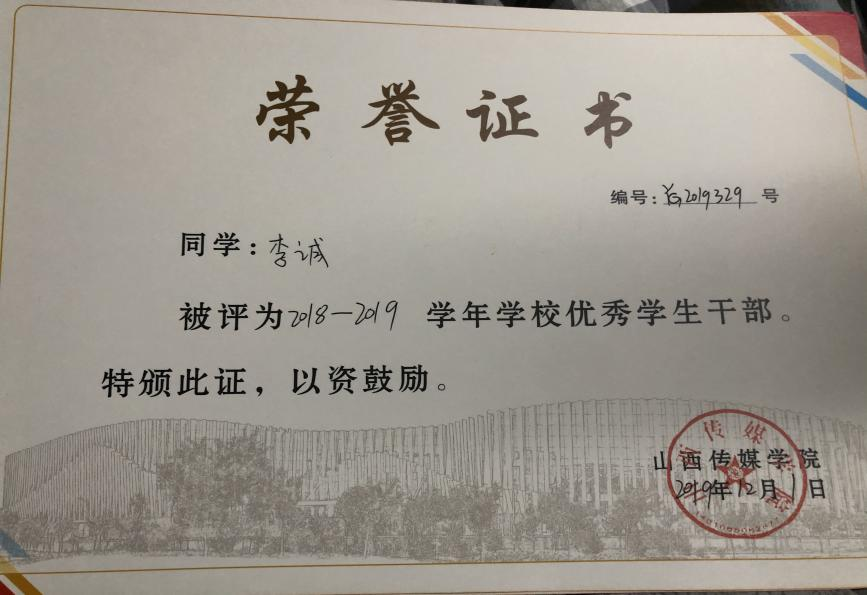 荣誉证书
编号：2019329号
同学：李诚
被评为2018-2019 学年学校优秀学生干部。
特颁此证，以资鼓励。
山西传媒学院
2019年12月1日